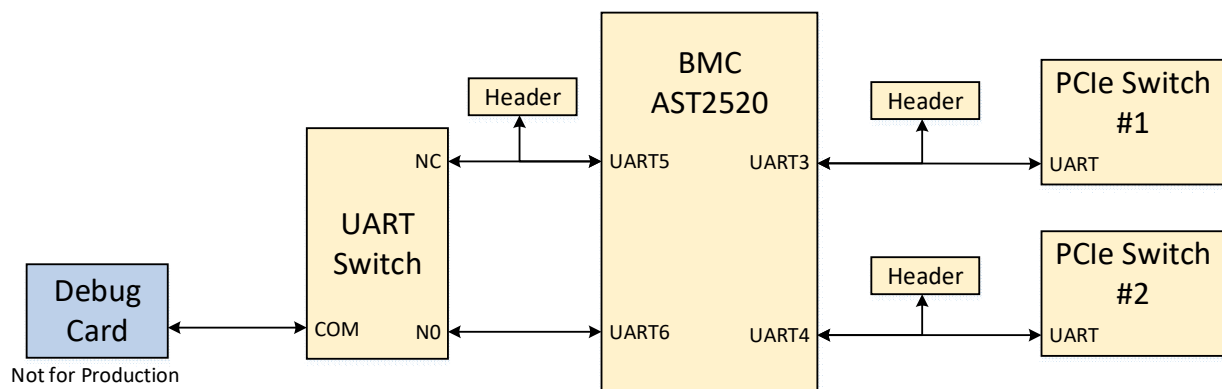 BMC
AST2520
Header
Header
PCIe Switch
#1
NC
UART5
UART3
UART
UART
Switch
PCIe Switch
#2
Header
Debug
Card
COM
N0
UART6
UART4
UART
Not for Production